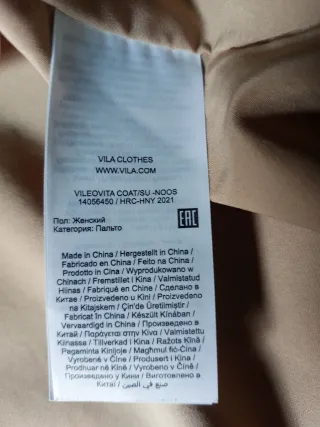 VILA CLOTHES
WWW.VILA.COM
VILEOVITA COAT/SU -NOOS
14056450 / HRC-HNY 2021
Пол: Женский
Категория: Пальто
EAC
Made in China / Hergestellt in China /
Fabricado en China / Feito na China /
Prodotto in Cina / Wyprodukowano w
Chinach / Fremstillet i Kina / Valmistatud
Hiinas / Fabriqué en Chine / Сделано в
Китае / Proizvedeno u Kini / Proizvedeno
na Kitajskem / Çin'de Üretilmiştir /
Fabricat în China / Készült Kínában /
Vervaardigd in China / Произведено в
Китай / Παράγεται στην Κίνα / Valmistettu
Kiinassa / Tillverkad i Kina / Ražots Ķīnā /
Pagaminta Kinijoje / Magħmul fiċ-Ċina /
Vyrobené v Číne / Produsert i Kina /
Prodhuar në Kinë / Vyrobeno v Číně /
Произведено у Кини / Виготовлено в
Китаї / صنع في الصين